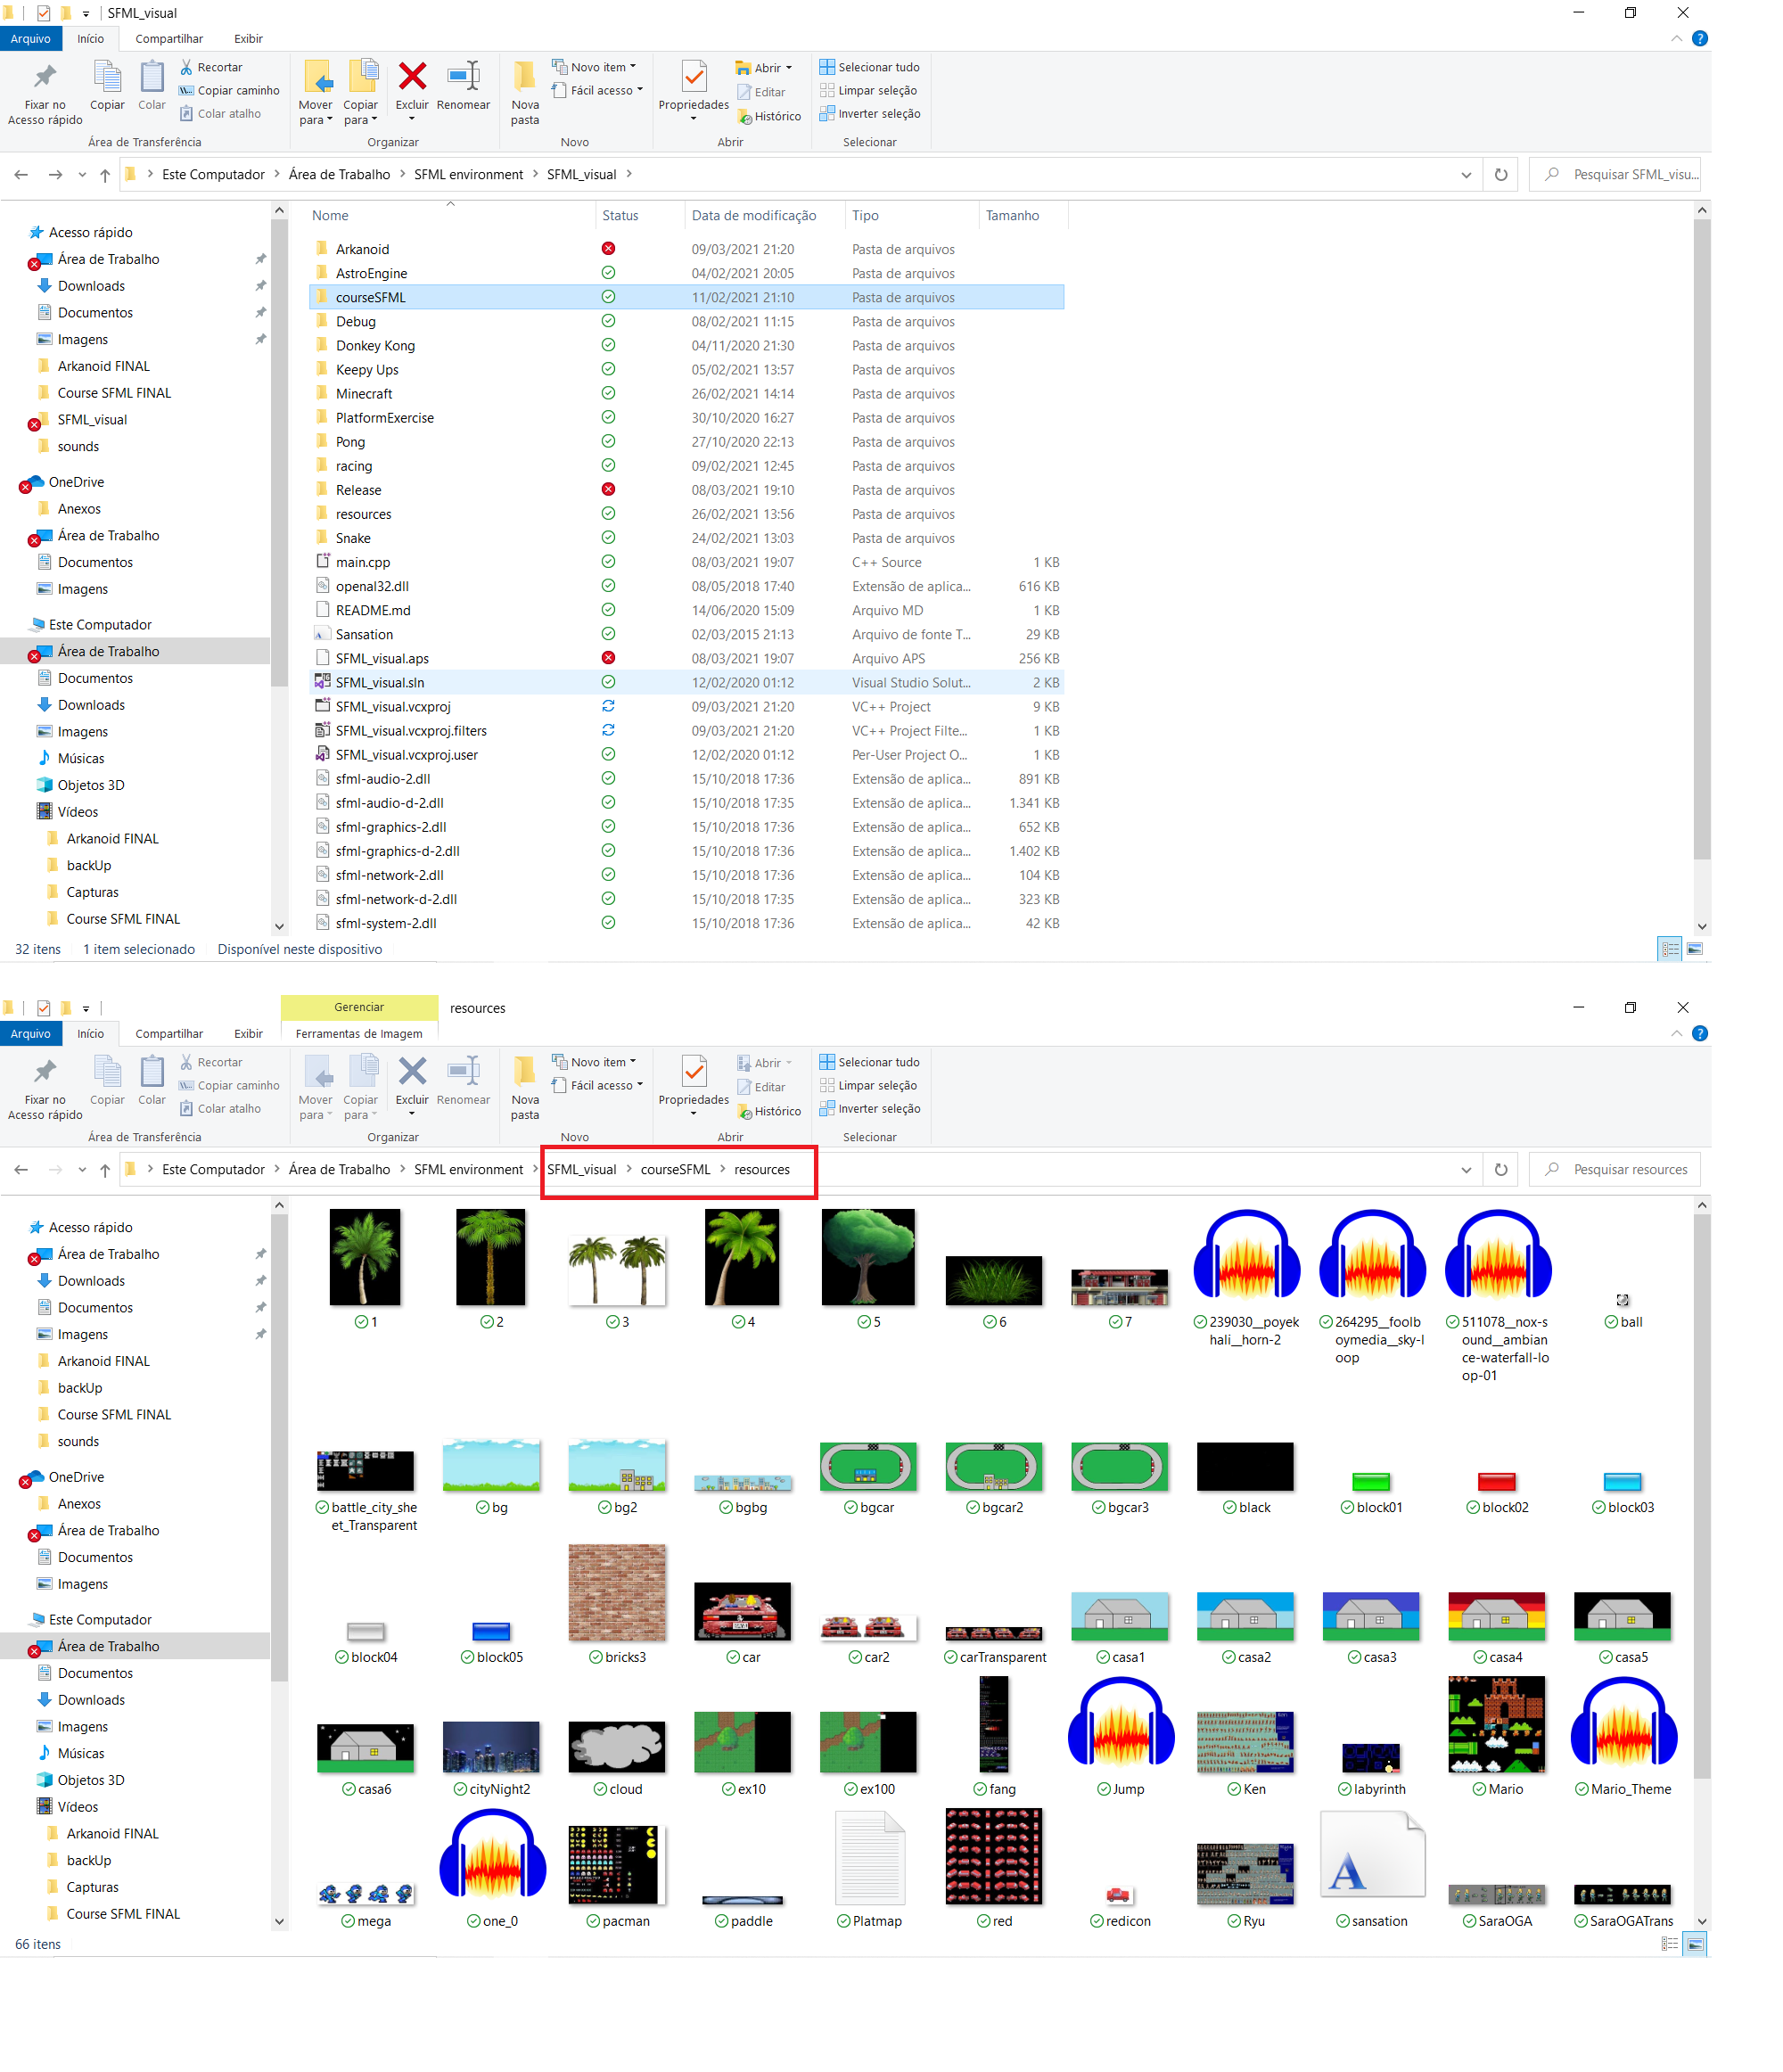 SFML_visual
Arquivo Início Compartilhar Exibir
Fixar no Acesso rápido Copiar Colar Recortar Copiar caminho Colar atalho
Mover para Copiar para Excluir Renomear Nova pasta Novo item Fácil acesso
Propriedades Abrir Editar Histórico Selecionar tudo Limpar seleção Inverter seleção
Área de Transferência Organizar Novo Abrir Selecionar
Este Computador Área de Trabalho SFML environment SFML_visual Pesquisar SFML_visu...
Acesso rápido
Área de Trabalho
Downloads
Documentos
Imagens
Arkanoid FINAL
Course SFML FINAL
SFML_visual
sounds
OneDrive
Anexos
Área de Trabalho
Documentos
Imagens
Este Computador
Área de Trabalho
Documentos
Downloads
Imagens
Músicas
Objetos 3D
Vídeos
Arkanoid FINAL
backUp
Capturas
Course SFML FINAL
Nome Status Data de modificação Tipo Tamanho
Arkanoid 09/03/2021 21:20 Pasta de arquivos
AstroEngine 04/02/2021 20:05 Pasta de arquivos
courseSFML 11/02/2021 21:10 Pasta de arquivos
Debug 08/02/2021 11:15 Pasta de arquivos
Donkey Kong 04/11/2020 21:30 Pasta de arquivos
Keepy Ups 05/02/2021 13:57 Pasta de arquivos
Minecraft 26/02/2021 14:14 Pasta de arquivos
PlatformExercise 30/10/2020 16:27 Pasta de arquivos
Pong 27/10/2020 22:13 Pasta de arquivos
racing 09/02/2021 12:45 Pasta de arquivos
Release 08/03/2021 19:10 Pasta de arquivos
resources 26/02/2021 13:56 Pasta de arquivos
Snake 24/02/2021 13:03 Pasta de arquivos
main.cpp 08/03/2021 19:07 C++ Source 1 KB
openal32.dll 08/05/2018 17:40 Extensão de aplica... 616 KB
README.md 14/06/2020 15:09 Arquivo MD 1 KB
Sansation 02/03/2015 21:13 Arquivo de fonte T... 29 KB
SFML_visual.aps 08/03/2021 19:07 Arquivo APS 256 KB
SFML_visual.sln 12/02/2020 01:12 Visual Studio Solut... 2 KB
SFML_visual.vcxproj 09/03/2021 21:20 VC++ Project 9 KB
SFML_visual.vcxproj.filters 09/03/2021 21:20 VC++ Project Filte... 1 KB
SFML_visual.vcxproj.user 12/02/2020 01:12 Per-User Project O... 1 KB
sfml-audio-2.dll 15/10/2018 17:36 Extensão de aplica... 891 KB
sfml-audio-d-2.dll 15/10/2018 17:35 Extensão de aplica... 1.341 KB
sfml-graphics-2.dll 15/10/2018 17:36 Extensão de aplica... 652 KB
sfml-graphics-d-2.dll 15/10/2018 17:36 Extensão de aplica... 1.402 KB
sfml-network-2.dll 15/10/2018 17:36 Extensão de aplica... 104 KB
sfml-network-d-2.dll 15/10/2018 17:35 Extensão de aplica... 323 KB
sfml-system-2.dll 15/10/2018 17:36 Extensão de aplica... 42 KB
32 itens 1 item selecionado Disponível neste dispositivo
Gerenciar resources
Arquivo Início Compartilhar Exibir Ferramentas de Imagem
Fixar no Acesso rápido Copiar Colar Recortar Copiar caminho Colar atalho
Mover para Copiar para Excluir Renomear Nova pasta Novo item Fácil acesso
Propriedades Abrir Editar Histórico Selecionar tudo Limpar seleção Inverter seleção
Área de Transferência Organizar Novo Abrir Selecionar
Este Computador Área de Trabalho SFML environment SFML_visual courseSFML resources Pesquisar resources
Acesso rápido
Área de Trabalho
Downloads
Documentos
Imagens
Arkanoid FINAL
backUp
Course SFML FINAL
sounds
OneDrive
Anexos
Área de Trabalho
Documentos
Imagens
Este Computador
Área de Trabalho
Documentos
Downloads
Imagens
Músicas
Objetos 3D
Vídeos
Arkanoid FINAL
backUp
Capturas
Course SFML FINAL
1 2 3 4 5 6 7 239030__poyekhali__horn-2 264295__foolboymedia__sky-loop 511078__nox-sound__ambiance-waterfall-loop-01 ball
battle_city_sheet_Transparent bg bg2 bgbg bgcar bgcar2 bgcar3 black block01 block02 block03
block04 block05 bricks3 car car2 carTransparent casa1 casa2 casa3 casa4 casa5
casa6 cityNight2 cloud ex10 ex100 fang Jump Ken labyrinth Mario Mario_Theme
mega one_0 pacman paddle Platmap red redicon Ryu sansation SaraOGA SaraOGATrans
66 itens